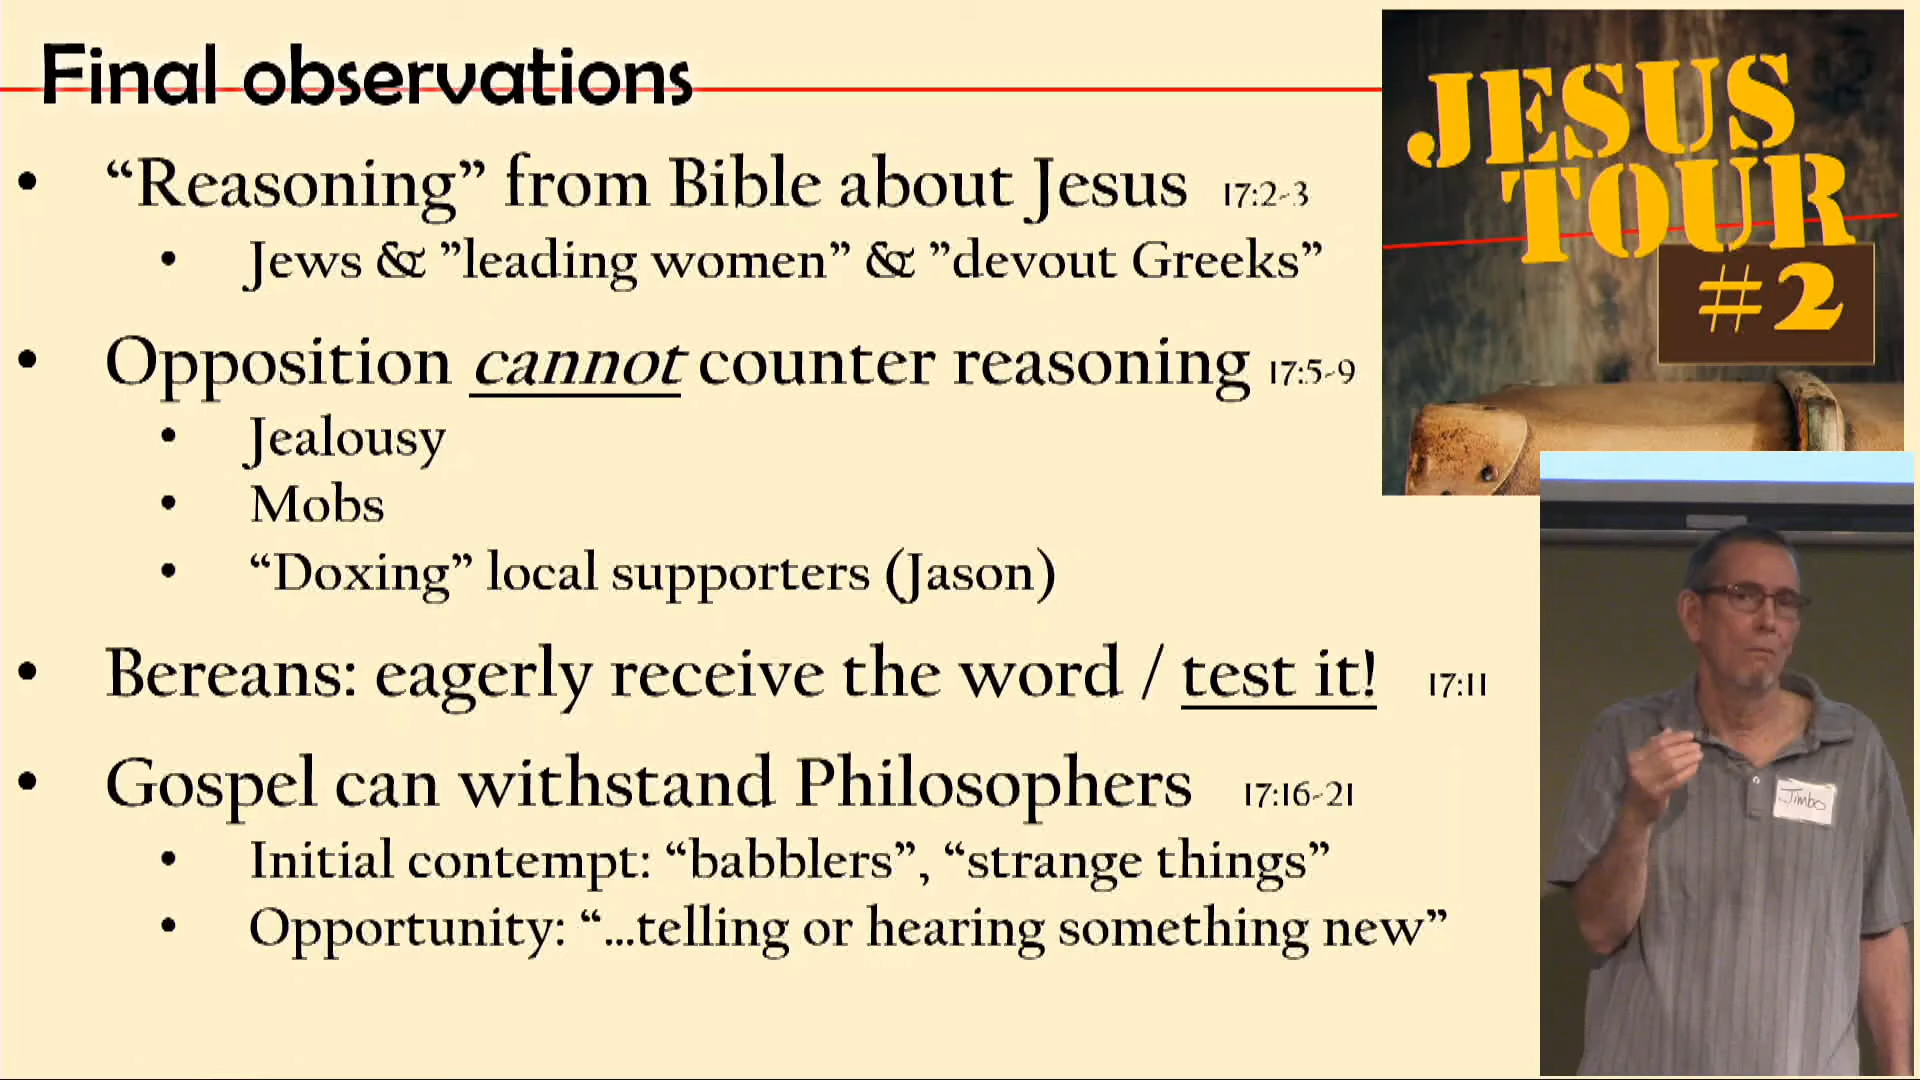 Final observations
• “Reasoning” from Bible about Jesus 17:2-3
• Jews & ”leading women” & ”devout Greeks”
• Opposition cannot counter reasoning 17:5-9
• Jealousy
• Mobs
• “Doxing” local supporters (Jason)
• Bereans: eagerly receive the word / test it! 17:11
• Gospel can withstand Philosophers 17:16-21
• Initial contempt: “babblers”, “strange things”
• Opportunity: “...telling or hearing something new”
JESUS
TOUR
#2
Jimbo